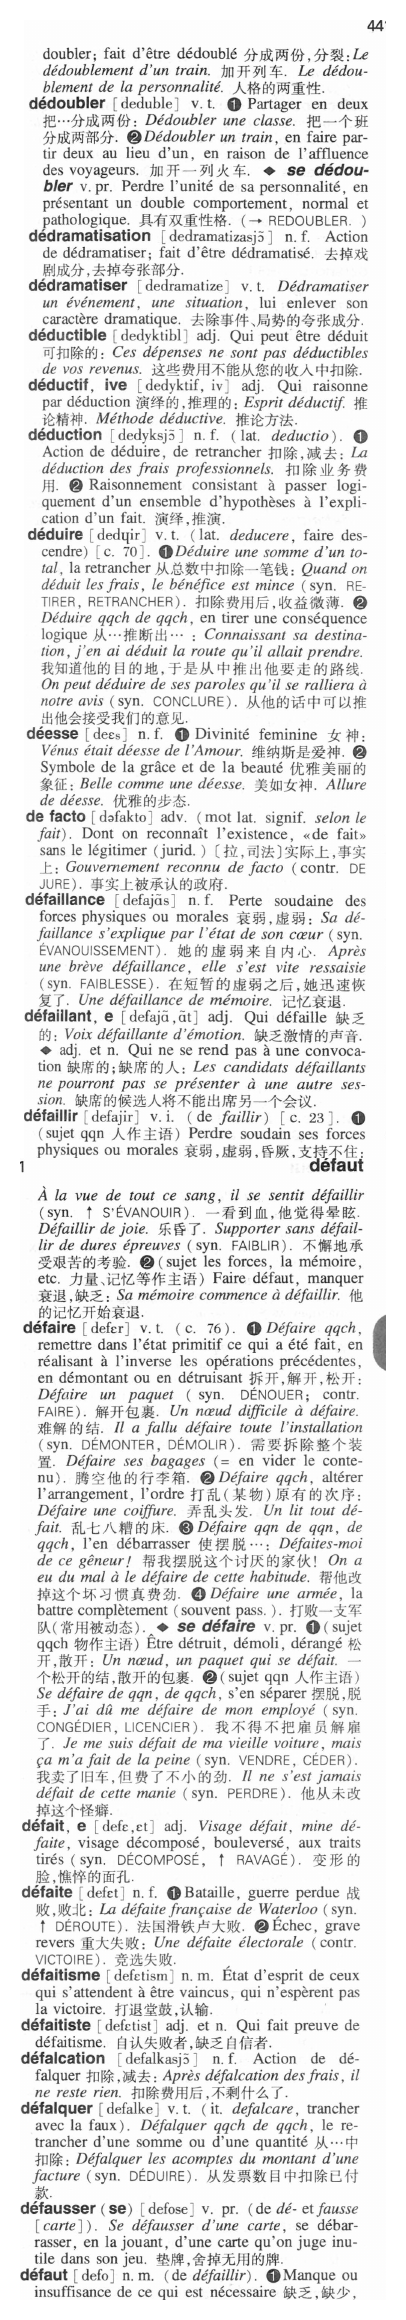 44
doubler; fait d'être dédoublé 分成两份,分裂:Le
dédoublement d'un train. 加开列车. Le dédou-
blement de la personnalité. 人格的两重性.
dédoubler [deduble] v.t. ❶ Partager en deux
把…分成两份: Dédoubler une classe. 把一个班
分成两部分. ❷Dédoubler un train, en faire par-
tir deux au lieu d'un, en raison de l'affluence
des voyageurs. 加开一列火车. ◆ se dédou-
bler v.pr. Perdre l'unité de sa personnalité, en
présentant un double comportement, normal et
pathologique. 具有双重性格. (→ REDOUBLER. )
dédramatisation [dedramatizasjɔ̃] n.f. Action
de dédramatiser; fait d'être dédramatisé. 去掉戏
剧成分,去掉夸张部分.
dédramatiser [dedramatize] v.t. Dédramatiser
un événement, une situation, lui enlever son
caractère dramatique. 去除事件、局势的夸张成分.
déductible [dedyktibl] adj. Qui peut être déduit
可扣除的: Ces dépenses ne sont pas déductibles
de vos revenus. 这些费用不能从您的收入中扣除.
déductif, ive [dedyktif, iv] adj. Qui raisonne
par déduction 演绎的,推理的: Esprit déductif. 推
论精神. Méthode déductive. 推论方法.
déduction [dedyksjɔ̃] n.f. (lat. deductio). ❶
Action de déduire, de retrancher 扣除,减去: La
déduction des frais professionnels. 扣除业务费
用. ❷ Raisonnement consistant à passer logi-
quement d'un ensemble d'hypothèses à l'expli-
cation d'un fait. 演绎,推演.
déduire [dedɥir] v.t. (lat. deducere, faire des-
cendre) [c. 70]. ❶Déduire une somme d'un to-
tal, la retrancher 从总数中扣除一笔钱: Quand on
déduit les frais, le bénéfice est mince (syn. RE-
TIRER, RETRANCHER). 扣除费用后,收益微薄. ❷
Déduire qqch de qqch, en tirer une conséquence
logique 从…推断出… : Connaissant sa destina-
tion, j'en ai déduit la route qu'il allait prendre.
我知道他的目的地,于是从中推出他要走的路线.
On peut déduire de ses paroles qu'il se ralliera à
notre avis (syn. CONCLURE). 从他的话中可以推
出他会接受我们的意见.
déesse [deɛs] n.f. ❶ Divinité feminine 女神:
Vénus était déesse de l'Amour. 维纳斯是爱神. ❷
Symbole de la grâce et de la beauté 优雅美丽的
象征: Belle comme une déesse. 美如女神. Allure
de déesse. 优雅的步态.
de facto [defakto] adv. (mot lat. signif. selon le
fait). Dont on reconnaît l'existence, «de fait»
sans le légitimer (jurid.) 〔拉,司法〕实际上,事实
上: Gouvernement reconnu de facto (contr. DE
JURE). 事实上被承认的政府.
défaillance [defajɑ̃s] n.f. Perte soudaine des
forces physiques ou morales 衰弱,虚弱: Sa dé-
faillance s'explique par l'état de son cœur (syn.
ÉVANOUISSEMENT). 她的虚弱来自内心. Après
une brève défaillance, elle s'est vite ressaisie
(syn. FAIBLESSE). 在短暂的虚弱之后,她迅速恢
复了. Une défaillance de mémoire. 记忆衰退.
défaillant, e [defajɑ̃,ɑ̃t] adj. Qui défaille 缺乏
的: Voix défaillante d'émotion. 缺乏激情的声音.
◆ adj. et n. Qui ne se rend pas à une convoca-
tion 缺席的;缺席的人: Les candidats défaillants
ne pourront pas se présenter à une autre ses-
sion. 缺席的候选人将不能出席另一个会议.
défaillir [defajir] v.i. (de faillir) [c. 23]. ❶
(sujet qqn 人作主语) Perdre soudain ses forces
physiques ou morales 衰弱,虚弱,昏厥,支持不住:
1 défaut
À la vue de tout ce sang, il se sentit défaillir
(syn. ↑ S'ÉVANOUIR). 一看到血,他觉得晕眩.
Défaillir de joie. 乐昏了. Supporter sans défail-
lir de dures épreuves (syn. FAIBLIR). 不懈地承
受艰苦的考验. ❷(sujet les forces, la mémoire,
etc. 力量、记忆等作主语) Faire défaut, manquer
衰退,缺乏: Sa mémoire commence à défaillir. 他
的记忆开始衰退.
défaire [defɛr] v.t. (c. 76). ❶ Défaire qqch,
remettre dans l'état primitif ce qui a été fait, en
réalisant à l'inverse les opérations précédentes,
en démontant ou en détruisant 拆开,解开,松开:
Défaire un paquet ( syn. DÉNOUER; contr.
FAIRE). 解开包裹. Un nœud difficile à défaire.
难解的结. Il a fallu défaire toute l'installation
(syn. DÉMONTER, DÉMOLIR). 需要拆除整个装
置. Défaire ses bagages (= en vider le conte-
nu). 腾空他的行李箱. ❷ Défaire qqch, altérer
l'arrangement, l'ordre 打乱(某物)原有的次序:
Défaire une coiffure. 弄乱头发. Un lit tout dé-
fait. 乱七八糟的床. ❸ Défaire qqn de qqn, de
qqch, l'en débarrasser 使摆脱…: Défaites-moi
de ce gêneur! 帮我摆脱这个讨厌的家伙! On a
eu du mal à le défaire de cette habitude. 帮他改
掉这个坏习惯真费劲. ❹ Défaire une armée, la
battre complètement (souvent pass.). 打败一支军
队(常用被动态). ◆ se défaire v.pr. ❶(sujet
qqch 物作主语) Être détruit, démoli, dérangé 松
开,散开: Un nœud, un paquet qui se défait. 一
个松开的结,散开的包裹. ❷(sujet qqn 人作主语)
Se défaire de qqn, de qqch, s'en séparer 摆脱,脱
手: J'ai dû me défaire de mon employé (syn.
CONGÉDIER, LICENCIER). 我不得不把雇员解雇
了. Je me suis défait de ma vieille voiture, mais
ça m'a fait de la peine (syn. VENDRE, CÉDER).
我卖了旧车,但费了不小的劲. Il ne s'est jamais
défait de cette manie (syn. PERDRE). 他从未改
掉这个怪癖.
défait, e [defɛ,ɛt] adj. Visage défait, mine dé-
faite, visage décomposé, bouleversé, aux traits
tirés (syn. DÉCOMPOSÉ, ↑ RAVAGÉ). 变形的
脸,憔悴的面孔.
défaite [defɛt] n.f. ❶Bataille, guerre perdue 战
败,败北: La défaite française de Waterloo (syn.
↑ DÉROUTE). 法国滑铁卢大败. ❷Échec, grave
revers 重大失败: Une défaite électorale (contr.
VICTOIRE). 竞选失败.
défaitisme [defɛtism] n.m. État d'esprit de ceux
qui s'attendent à être vaincus, qui n'espèrent pas
la victoire. 打退堂鼓,认输.
défaitiste [defɛtist] adj. et n. Qui fait preuve de
défaitisme. 自认失败者,缺乏自信者.
défalcation [defalkasjɔ̃] n.f. Action de dé-
falquer 扣除,减去: Après défalcation des frais, il
ne reste rien. 扣除费用后,不剩什么了.
défalquer [defalke] v.t. (it. defalcare, trancher
avec la faux). Défalquer qqch de qqch, le re-
trancher d'une somme ou d'une quantité 从…中
扣除: Défalquer les acomptes du montant d'une
facture (syn. DÉDUIRE). 从发票数目中扣除已付
款.
défausser (se) [defose] v. pr. (de dé- et fausse
[carte]). Se défausser d'une carte, se débar-
rasser, en la jouant, d'une carte qu'on juge inu-
tile dans son jeu. 垫牌,舍掉无用的牌.
défaut [defo] n.m. (de défaillir). ❶Manque ou
insuffisance de ce qui est nécessaire 缺乏,缺少,